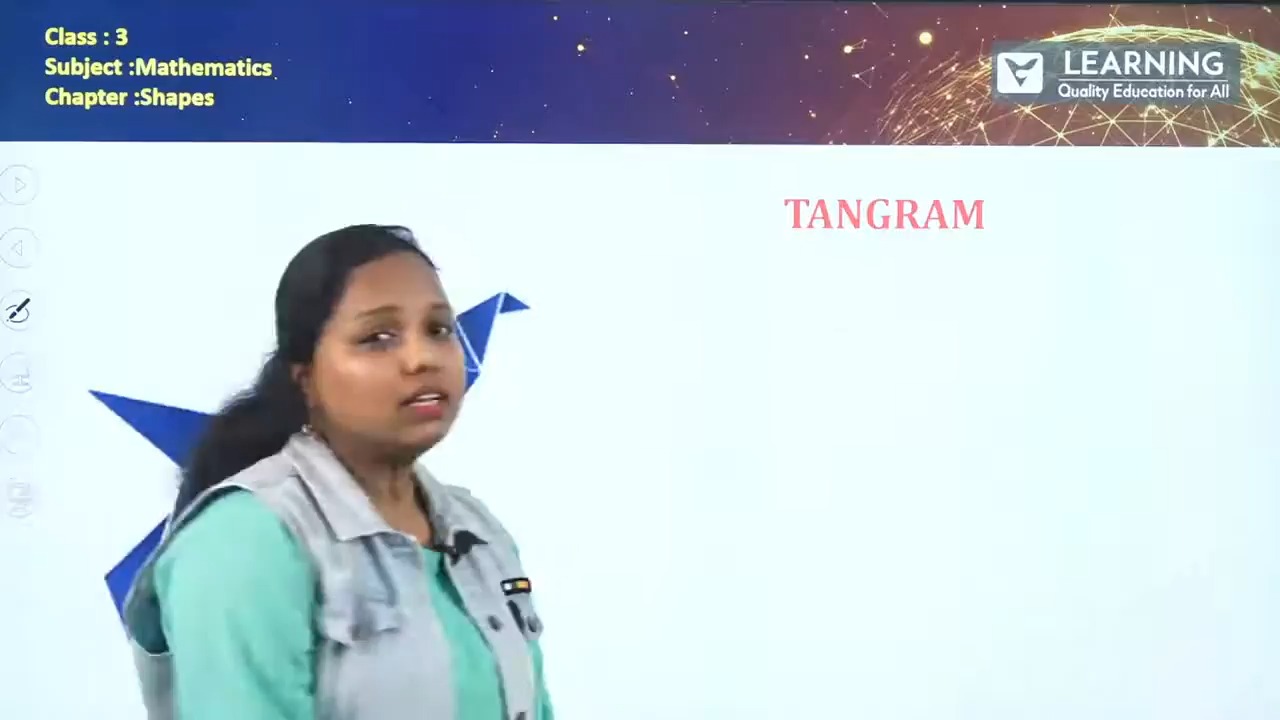 Class : 3
Subject :Mathematics
Chapter :Shapes
LEARNING
Quality Education for All
TANGRAM